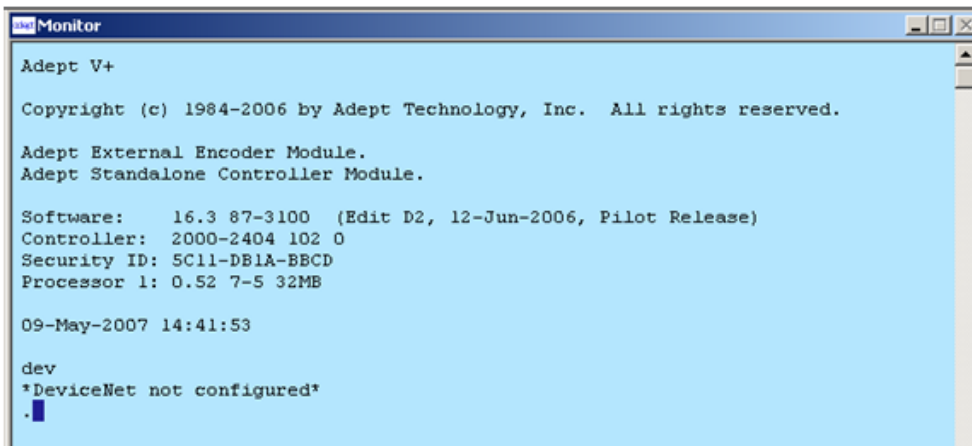 Monitor
Adept V+
Copyright (c) 1984-2006 by Adept Technology, Inc. All rights reserved.
Adept External Encoder Module.
Adept Standalone Controller Module.
Software: 16.3 87-3100 (Edit D2, 12-Jun-2006, Pilot Release)
Controller: 2000-2404 102 0
Security ID: 5C11-DB1A-BBCD
Processor 1: 0.52 7-5 32MB
09-May-2007 14:41:53
dev
*DeviceNet not configured*
.